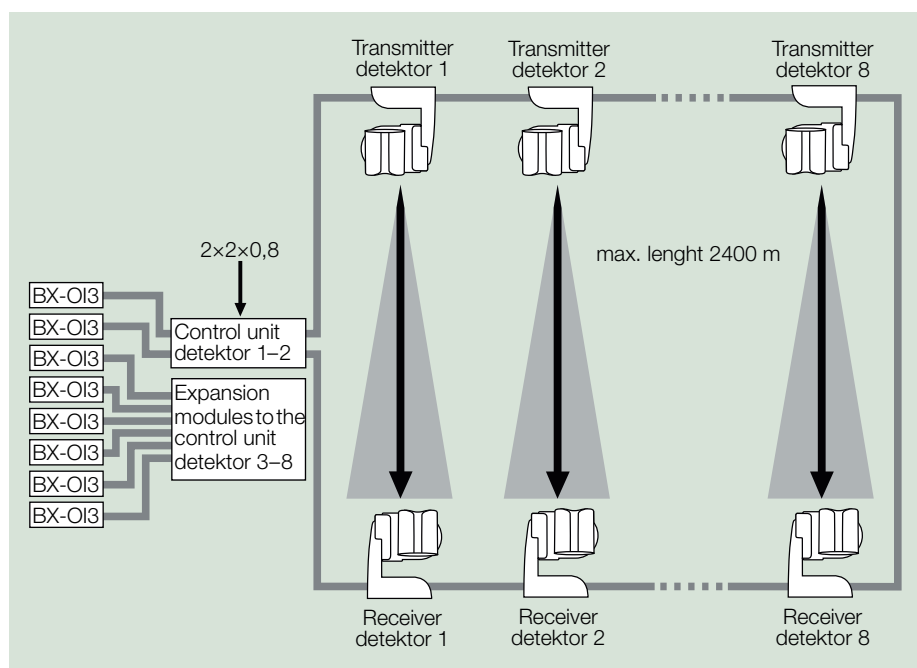 Transmitter
detektor 1
Transmitter
detektor 2
Transmitter
detektor 8
max. lenght 2400 m
2×2×0,8
BX-OI3
BX-OI3
BX-OI3
BX-OI3
BX-OI3
BX-OI3
BX-OI3
BX-OI3
Control unit
detektor 1–2
Expansion
modules to the
control unit
detektor 3–8
Receiver
detektor 1
Receiver
detektor 2
Receiver
detektor 8